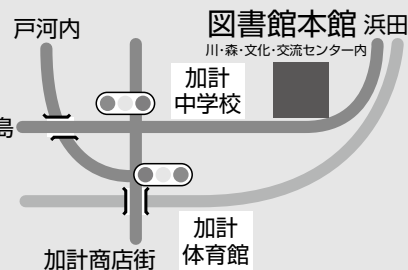 戸河内
図書館本館
浜田
川・森・文化・交流センター内
加計
中学校
島
加計
体育館
加計商店街